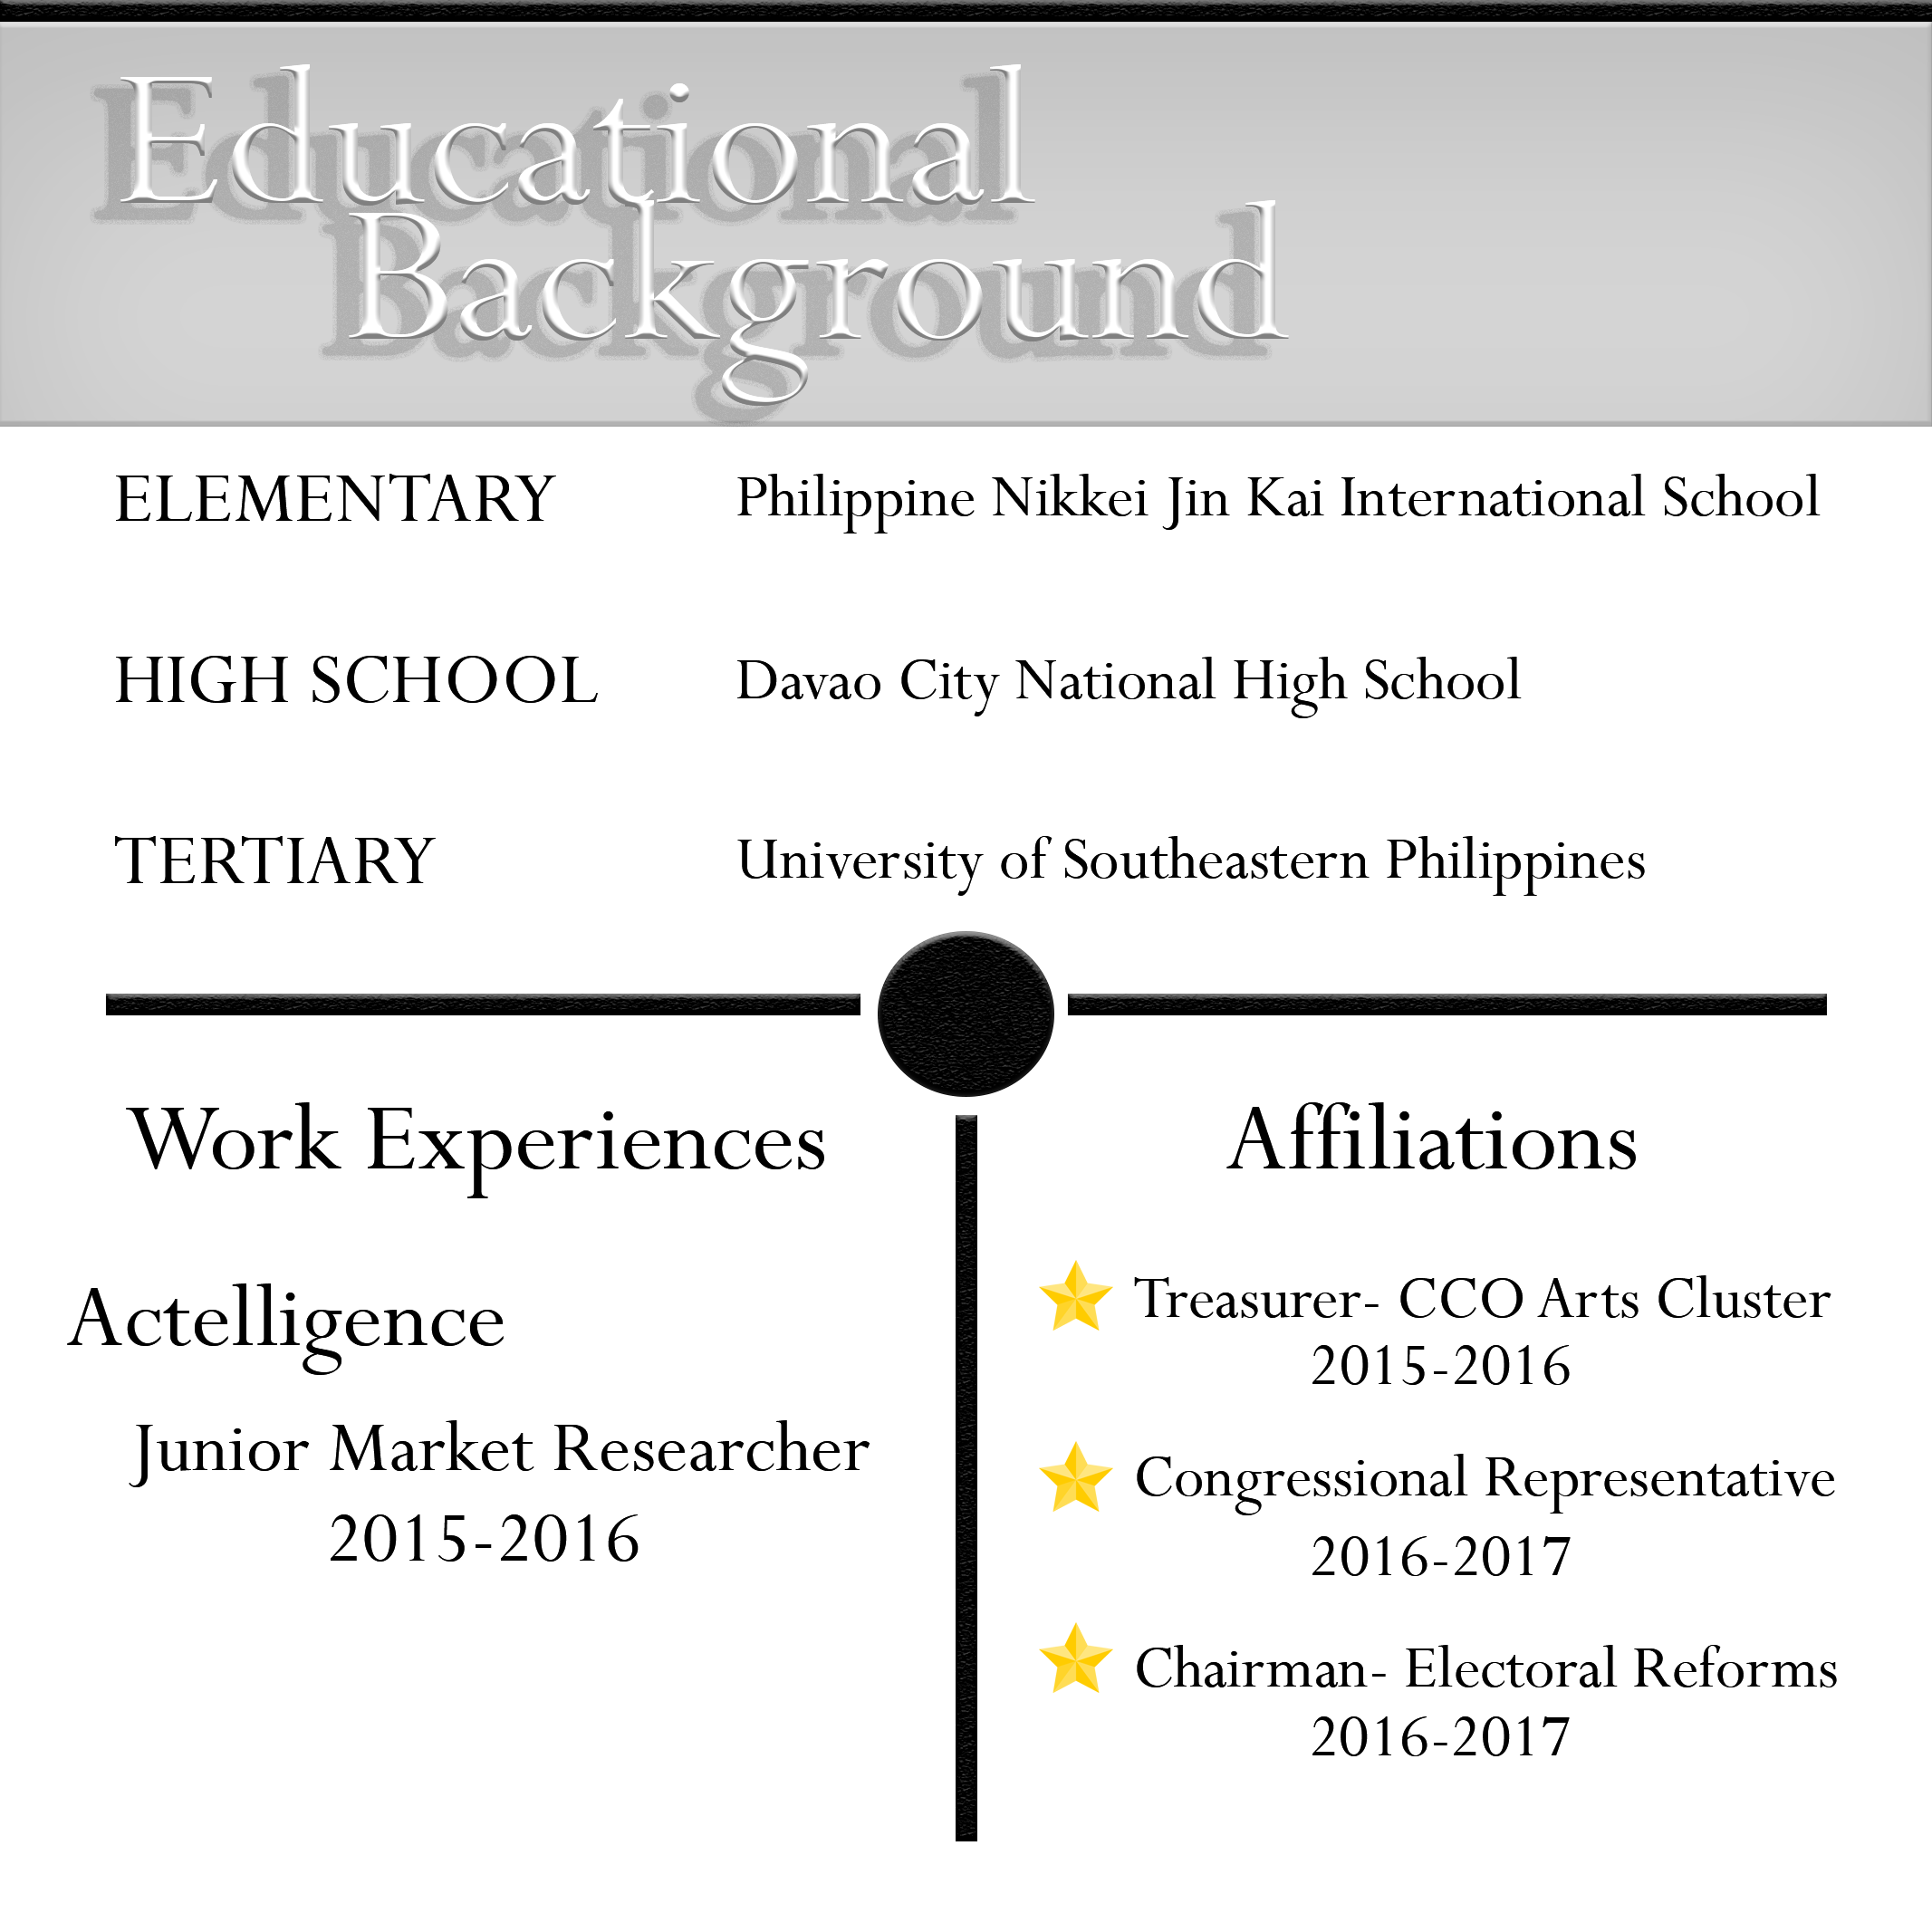 Educational
Background
ELEMENTARY Philippine Nikkei Jin Kai International School
HIGH SCHOOL Davao City National High School
TERTIARY University of Southeastern Philippines
Work Experiences
Actelligence
Junior Market Researcher
2015-2016
Affiliations
Treasurer- CCO Arts Cluster
2015-2016
Congressional Representative
2016-2017
Chairman- Electoral Reforms
2016-2017